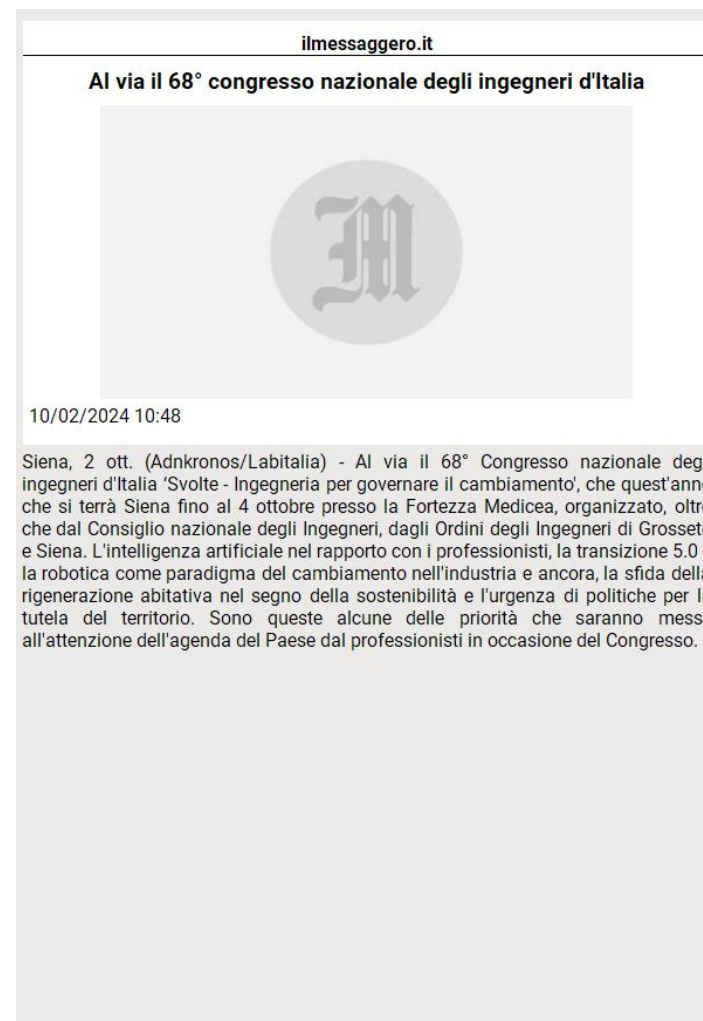 ilmessaggero.it
Al via il 68° congresso nazionale degli ingegneri d'Italia
M
10/02/2024 10:48
Siena, 2 ott. (Adnkronos/Labitalia) - Al via il 68° Congresso nazionale deg
ingegneri d'Italia ‘Svolte - Ingegneria per governare il cambiamento', che quest'ann
che si terrà Siena fino al 4 ottobre presso la Fortezza Medicea, organizzato, oltr
che dal Consiglio nazionale degli Ingegneri, dagli Ordini degli Ingegneri di Grosset
e Siena. L'intelligenza artificiale nel rapporto con i professionisti, la transizione 5.0
la robotica come paradigma del cambiamento nell'industria e ancora, la sfida della
rigenerazione abitativa nel segno della sostenibilità e l'urgenza di politiche per l
tutela del territorio. Sono queste alcune delle priorità che saranno mess
all'attenzione dell'agenda del Paese dal professionisti in occasione del Congresso.